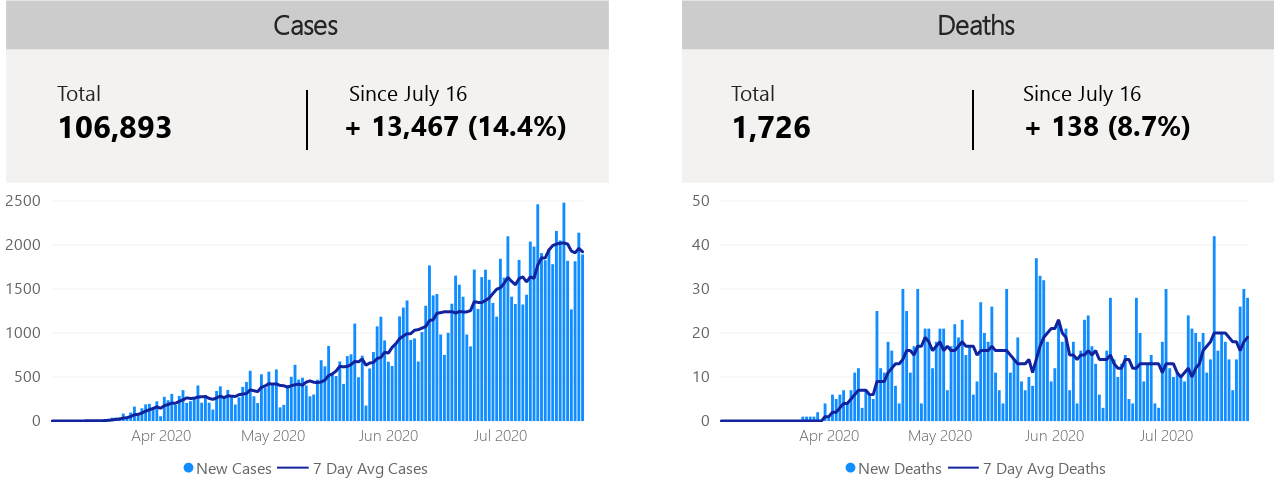 Cases
Total
106,893
Since July 16
+ 13,467 (14.4%)
2500
2000
1500
1000
500
0
Apr 2020
May 2020
Jun 2020
Jul 2020
New Cases
7 Day Avg Cases
Deaths
Total
1,726
Since July 16
+ 138 (8.7%)
50
40
30
20
10
0
Apr 2020
May 2020
Jun 2020
Jul 2020
New Deaths
7 Day Avg Deaths